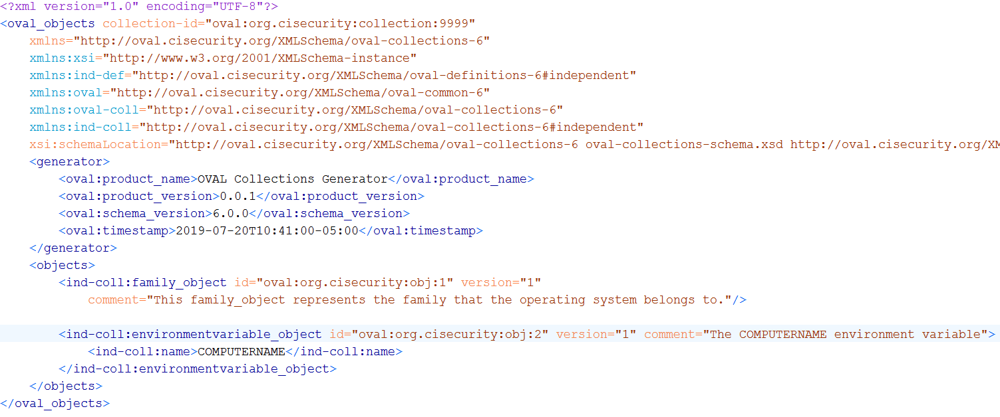 <?xml version="1.0" encoding="UTF-8"?>
<oval_objects collection-id="oval:org.cisecurity:collection:9999"
    xmlns="http://oval.cisecurity.org/XMLSchema/oval-collections-6"
    xmlns:xsi="http://www.w3.org/2001/XMLSchema-instance"
    xmlns:ind-def="http://oval.cisecurity.org/XMLSchema/oval-definitions-6#independent"
    xmlns:oval="http://oval.cisecurity.org/XMLSchema/oval-common-6"
    xmlns:oval-coll="http://oval.cisecurity.org/XMLSchema/oval-collections-6"
    xmlns:ind-coll="http://oval.cisecurity.org/XMLSchema/oval-collections-6#independent"
    xsi:schemaLocation="http://oval.cisecurity.org/XMLSchema/oval-collections-6 oval-collections-schema.xsd http://oval.cisecurity.org/XM
    <generator>
        <oval:product_name>OVAL Collections Generator</oval:product_name>
        <oval:product_version>0.0.1</oval:product_version>
        <oval:schema_version>6.0.0</oval:schema_version>
        <oval:timestamp>2019-07-20T10:41:00-05:00</oval:timestamp>
    </generator>
    <objects>
        <ind-coll:family_object id="oval:org.cisecurity:obj:1" version="1"
            comment="This family_object represents the family that the operating system belongs to."/>
        <ind-coll:environmentvariable_object id="oval:org.cisecurity:obj:2" version="1" comment="The COMPUTERNAME environment variable">
            <ind-coll:name>COMPUTERNAME</ind-coll:name>
        </ind-coll:environmentvariable_object>
    </objects>
</oval_objects>